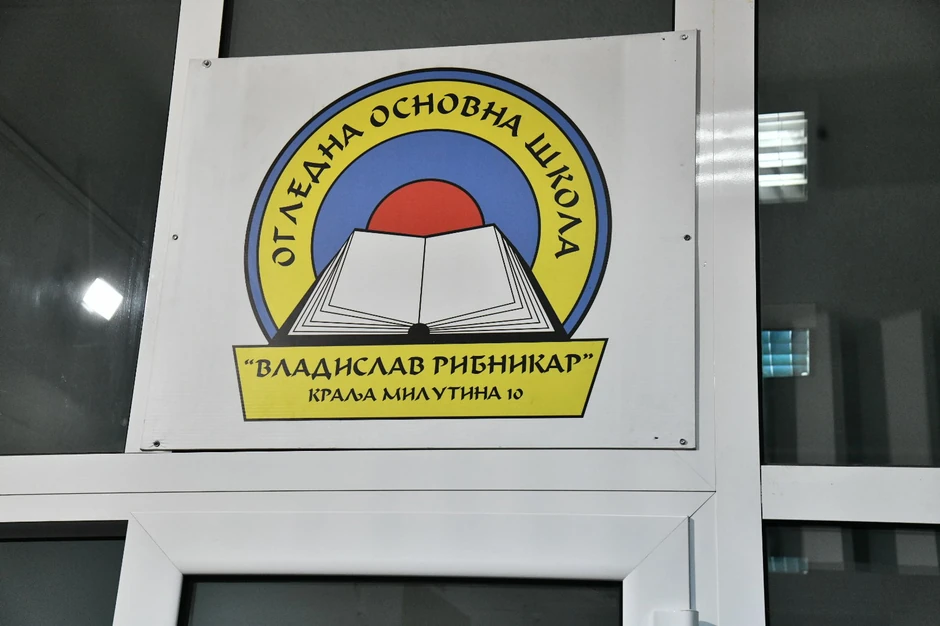 ОГЛЕДНА ОСНОВНА ШКОЛА
"ВЛАДИСЛАВ РИБНИКАР"
КРАЉА МИЛУТИНА 10